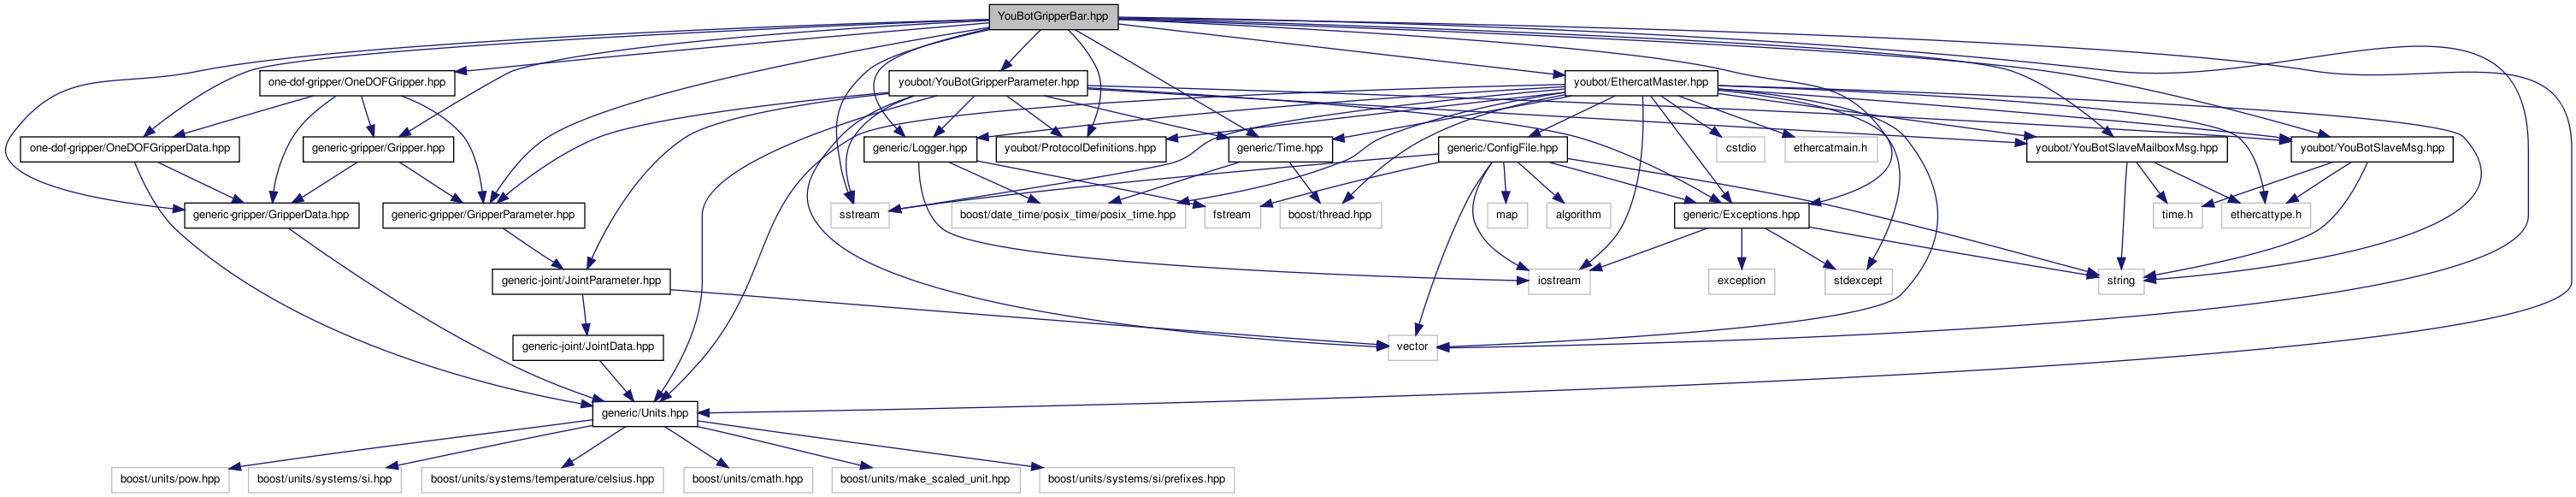 YouBotGripperBar.hpp
one-dof-gripper/OneDOFGripper.hpp
youbot/YouBotGripperParameter.hpp
youbot/EthercatMaster.hpp
one-dof-gripper/OneDOFGripperData.hpp
generic-gripper/Gripper.hpp
generic/Logger.hpp
youbot/ProtocolDefinitions.hpp
generic/Time.hpp
generic/ConfigFile.hpp
cstdio
ethercatmain.h
youbot/YouBotSlaveMailboxMsg.hpp
youbot/YouBotSlaveMsg.hpp
generic-gripper/GripperData.hpp
generic-gripper/GripperParameter.hpp
sstream
boost/date_time/posix_time/posix_time.hpp
fstream
boost/thread.hpp
map
algorithm
generic/Exceptions.hpp
time.h
ethercattype.h
generic-joint/JointParameter.hpp
iostream
exception
stdexcept
string
generic-joint/JointData.hpp
vector
generic/Units.hpp
boost/units/pow.hpp
boost/units/systems/si.hpp
boost/units/systems/temperature/celsius.hpp
boost/units/cmath.hpp
boost/units/make_scaled_unit.hpp
boost/units/systems/si/prefixes.hpp